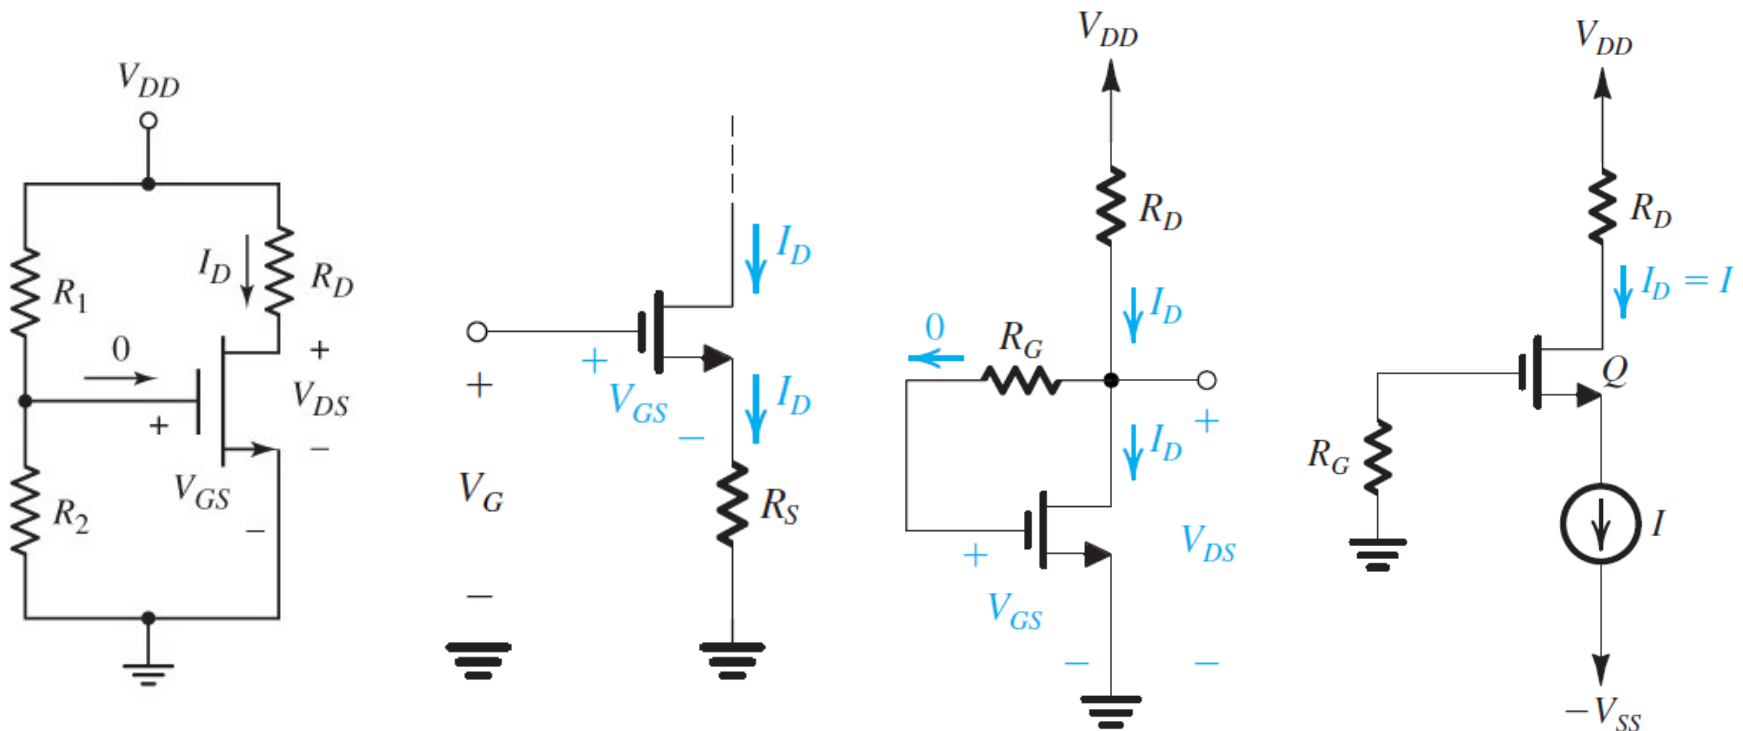 V_DD
R_1
I_D
R_D
0
+
V_DS
−
+
V_GS
−
R_2
I_D
+
V_GS
−
I_D
+
V_G
−
R_S
V_DD
R_D
I_D
0
R_G
I_D
+
V_DS
−
+
V_GS
−
V_DD
R_D
I_D = I
Q
R_G
I
−V_SS